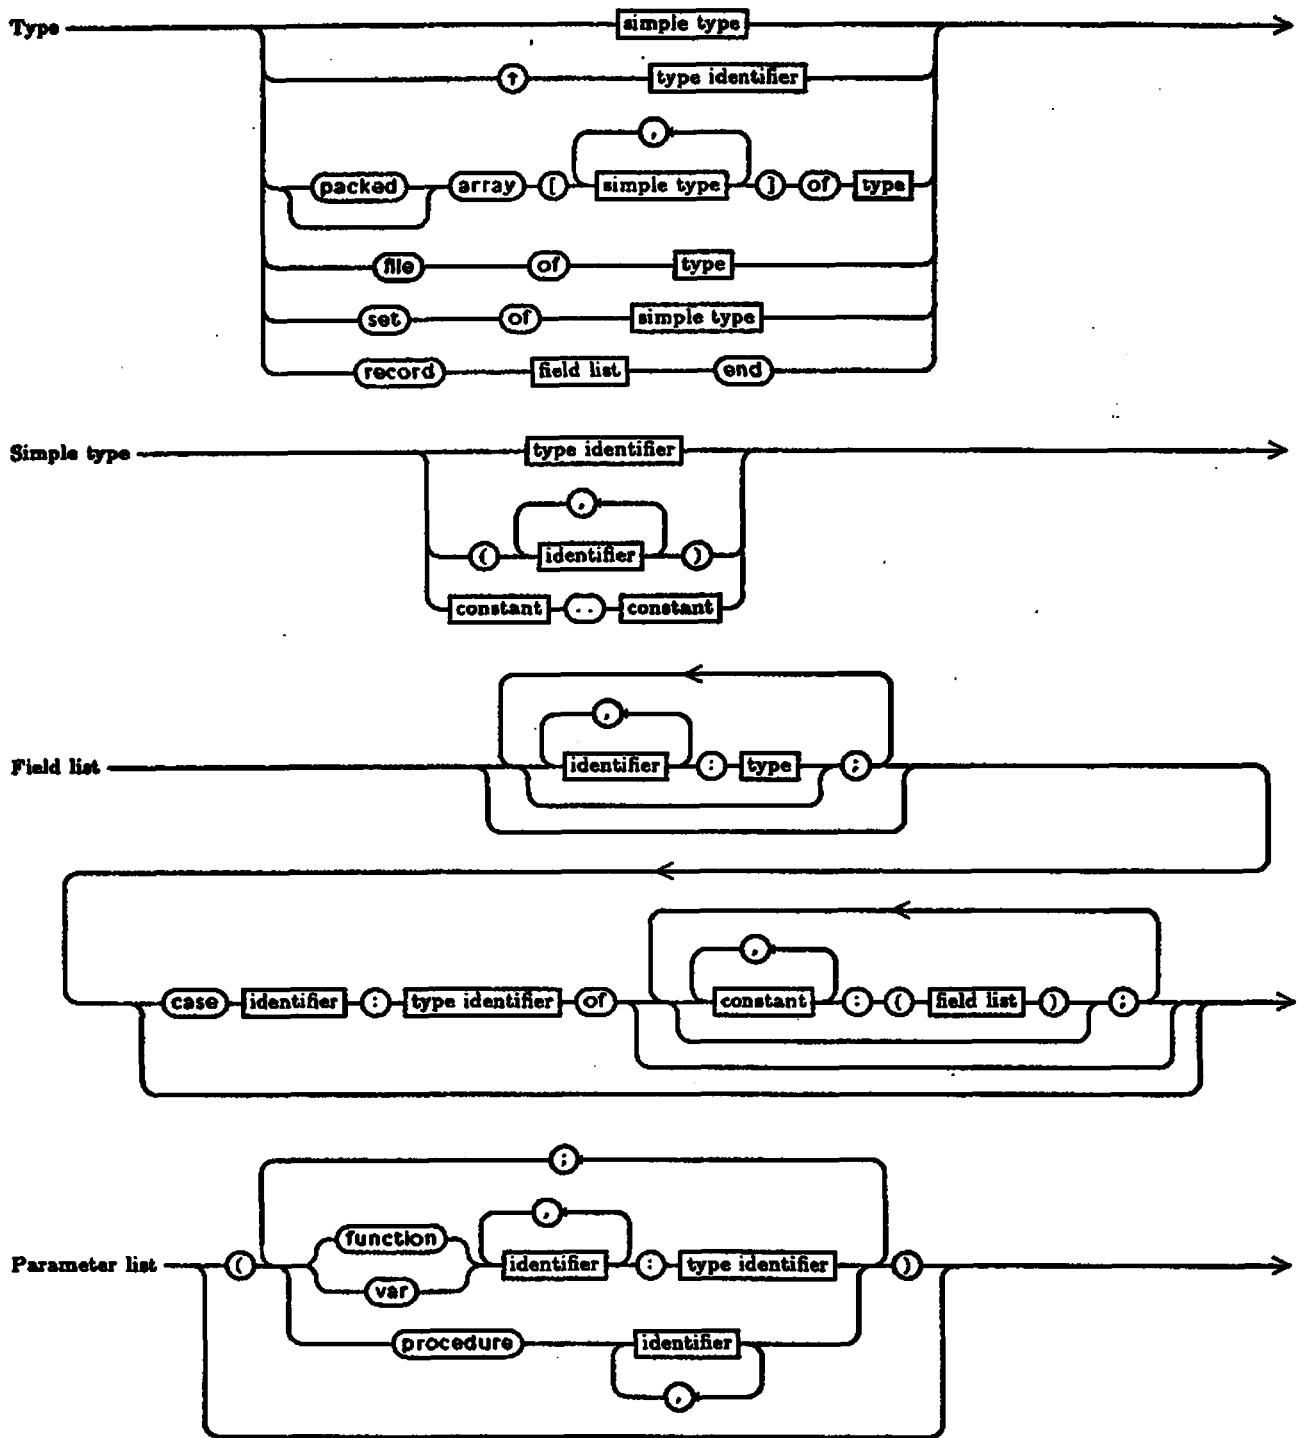 Type simple type
↑ type identifier
,
packed array [ simple type ] of type
file of type
set of simple type
record field list end
Simple type type identifier
,
( identifier )
constant .. constant
,
Field list identifier : type ;
,
case identifier : type identifier of constant : ( field list ) ;
;
,
function
Parameter list ( identifier : type identifier )
var
procedure identifier
,